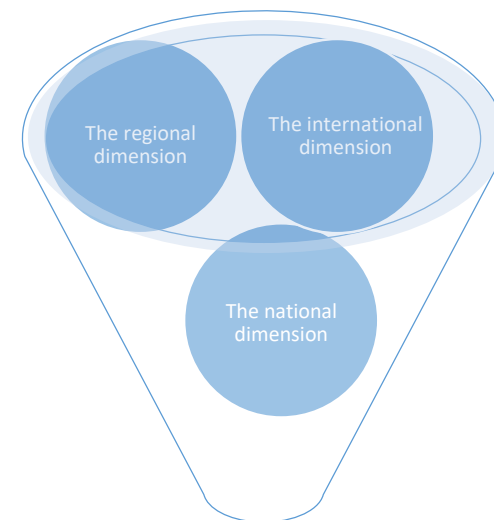 The regional
dimension
The international
dimension
The national
dimension